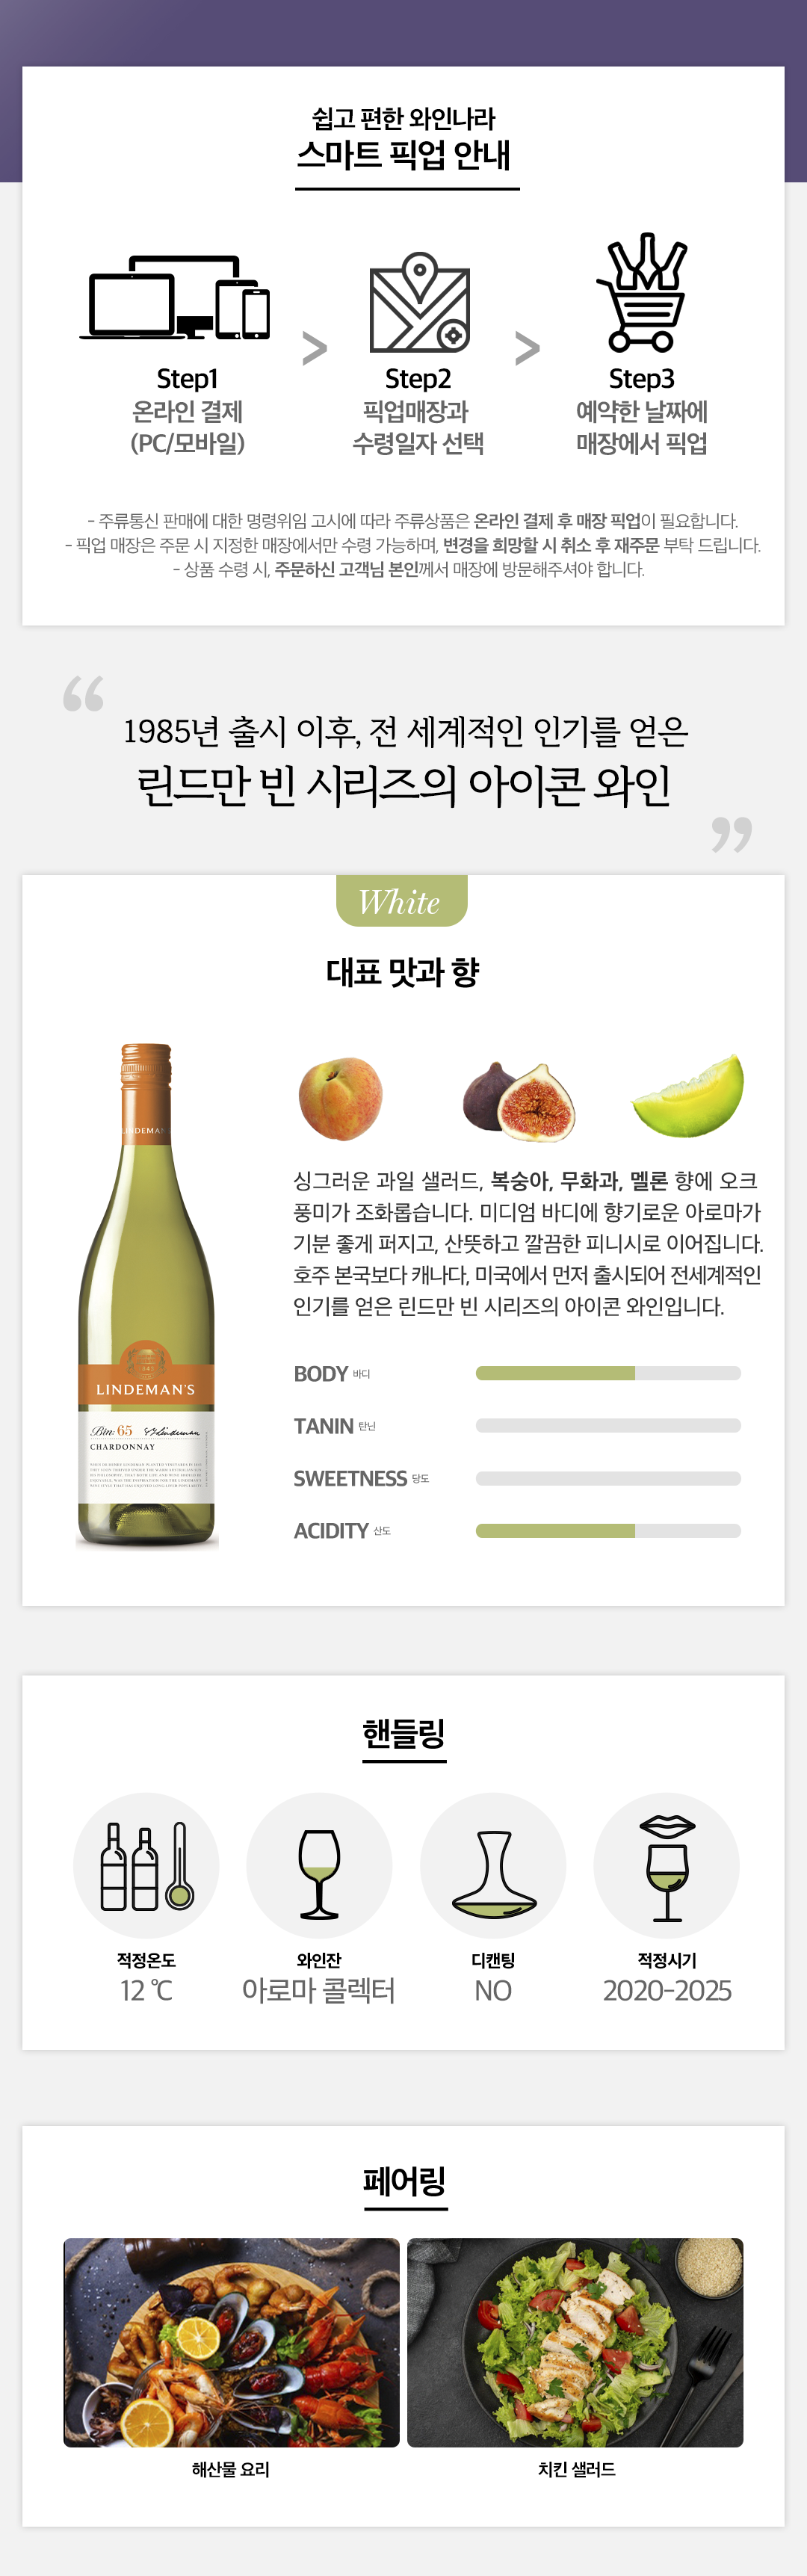 쉽고 편한 와인나라
스마트 픽업 안내
Step1
온라인 결제
(PC/모바일)
>
Step2
픽업매장과
수령일자 선택
>
Step3
예약한 날짜에
매장에서 픽업
- 주류통신 판매에 대한 명령위임 고시에 따라 주류상품은 온라인 결제 후 매장 픽업이 필요합니다.
- 픽업 매장은 주문 시 지정한 매장에서만 수령 가능하며, 변경을 희망할 시 취소 후 재주문 부탁 드립니다.
- 상품 수령 시, 주문하신 고객님 본인께서 매장에 방문해주셔야 합니다.
“
1985년 출시 이후, 전 세계적인 인기를 얻은
린드만 빈 시리즈의 아이콘 와인
”
White
대표 맛과 향
LINDEMAN
LINDEMAN'S
Bin 65
CHARDONNAY
싱그러운 과일 샐러드, 복숭아, 무화과, 멜론 향에 오크
풍미가 조화롭습니다. 미디엄 바디에 향기로운 아로마가
기분 좋게 퍼지고, 산뜻하고 깔끔한 피니시로 이어집니다.
호주 본국보다 캐나다, 미국에서 먼저 출시되어 전세계적인
인기를 얻은 린드만 빈 시리즈의 아이콘 와인입니다.
BODY 바디
TANIN 탄닌
SWEETNESS 당도
ACIDITY 산도
핸들링
적정온도
12 ℃
와인잔
아로마 콜렉터
디캔팅
NO
적정시기
2020-2025
페어링
해산물 요리
치킨 샐러드